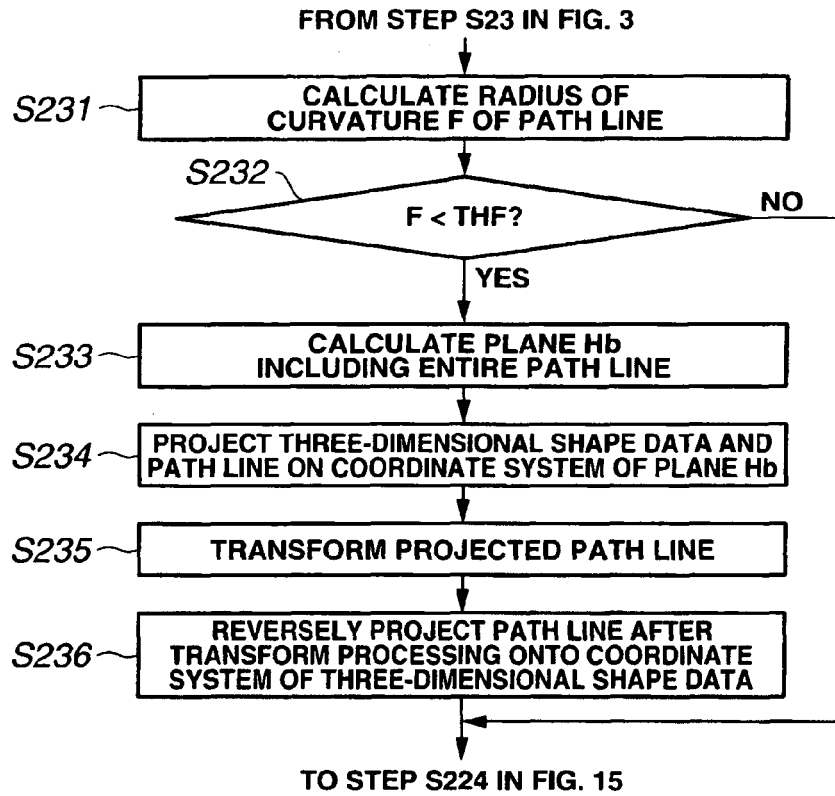 FROM STEP S23 IN FIG. 3
S231
CALCULATE RADIUS OF
CURVATURE F OF PATH LINE
S232
F < THF?
NO
YES
S233
CALCULATE PLANE Hb
INCLUDING ENTIRE PATH LINE
S234
PROJECT THREE-DIMENSIONAL SHAPE DATA AND
PATH LINE ON COORDINATE SYSTEM OF PLANE Hb
S235
TRANSFORM PROJECTED PATH LINE
S236
REVERSELY PROJECT PATH LINE AFTER
TRANSFORM PROCESSING ONTO COORDINATE
SYSTEM OF THREE-DIMENSIONAL SHAPE DATA
TO STEP S224 IN FIG. 15